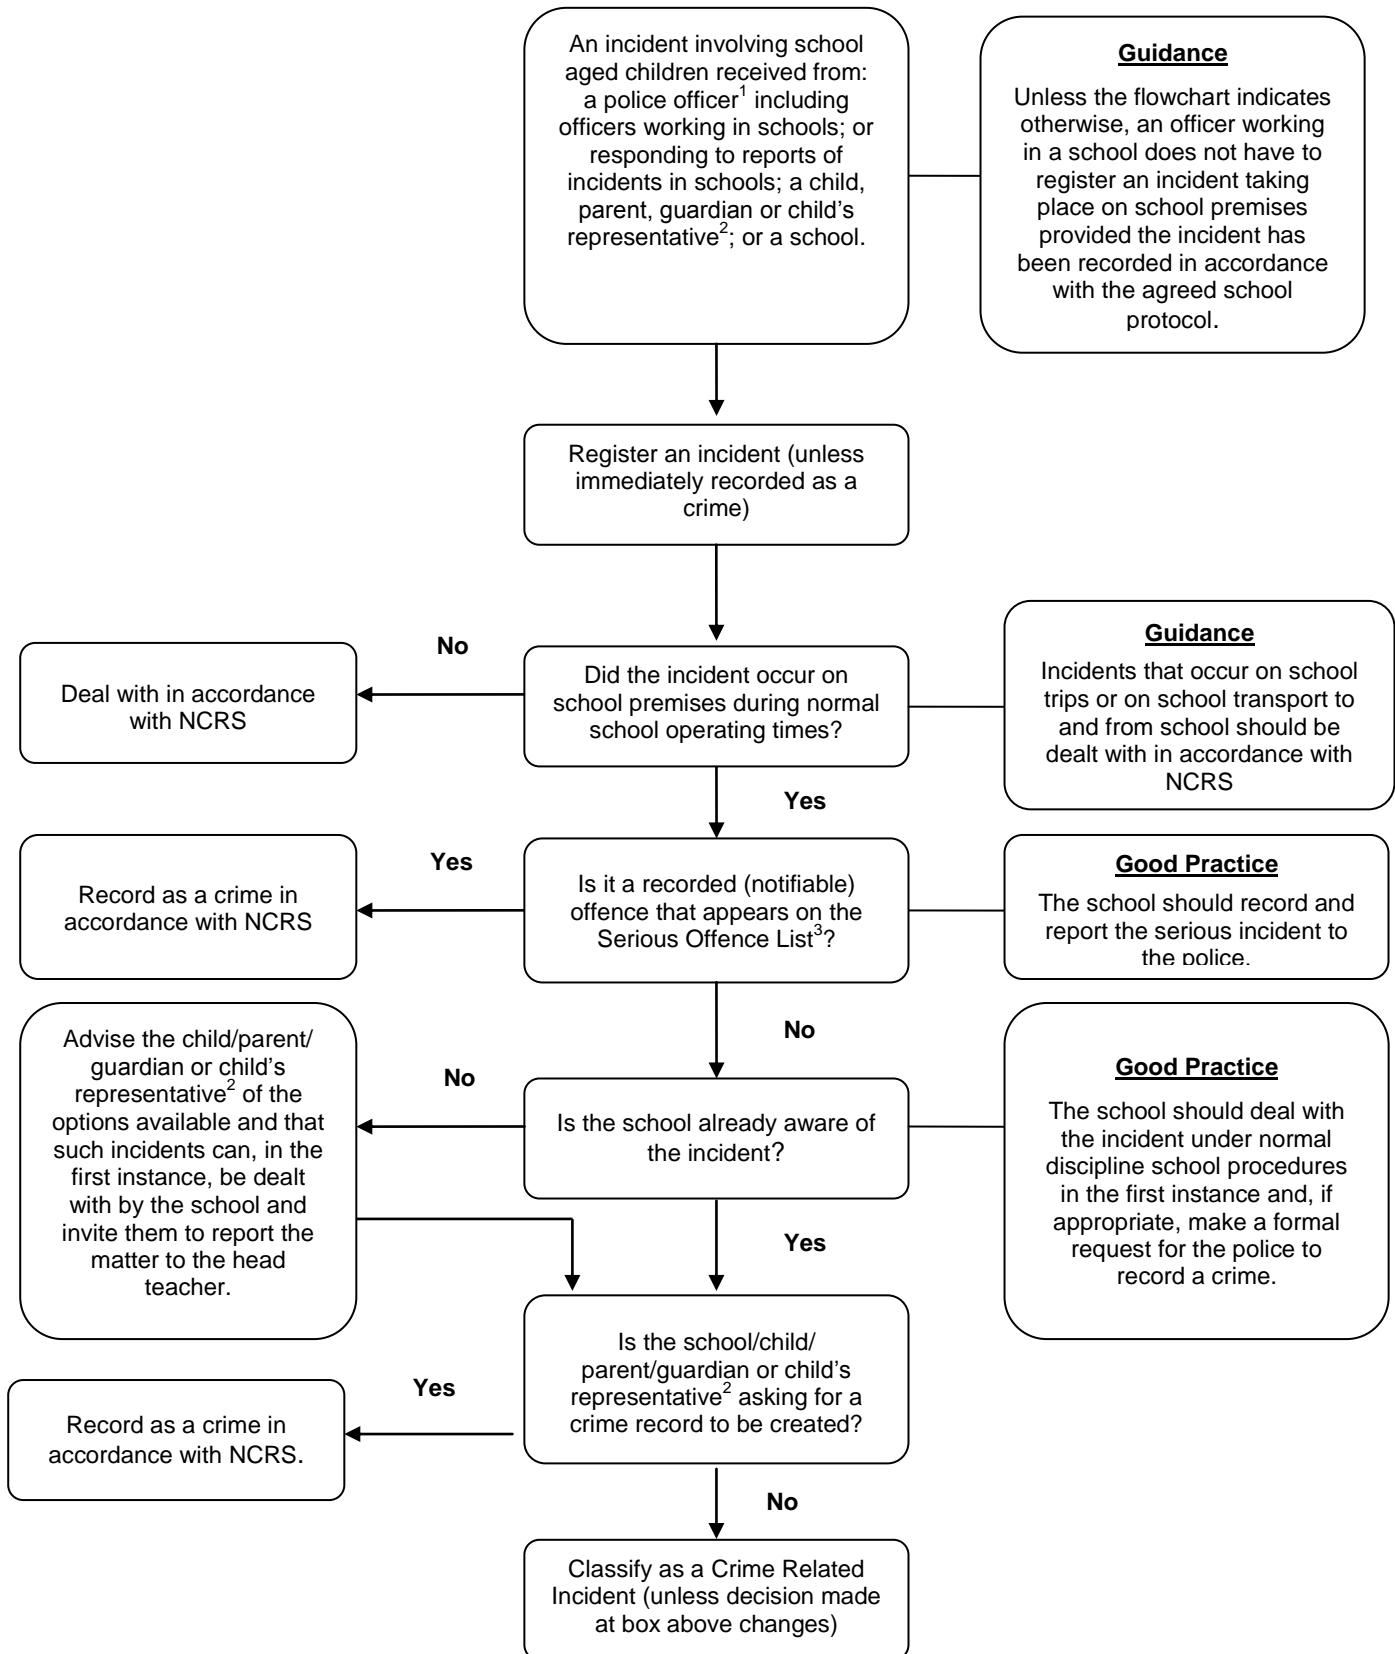 An incident involving school
aged children received from:
a police officer¹ including
officers working in schools; or
responding to reports of
incidents in schools; a child,
parent, guardian or child's
representative²; or a school.
Guidance
Unless the flowchart indicates
otherwise, an officer working
in a school does not have to
register an incident taking
place on school premises
provided the incident has
been recorded in accordance
with the agreed school
protocol.
Register an incident (unless
immediately recorded as a
crime)
No
Deal with in accordance
with NCRS
Did the incident occur on
school premises during normal
school operating times?
Guidance
Incidents that occur on school
trips or on school transport to
and from school should be
dealt with in accordance with
NCRS
Yes
Yes
Record as a crime in
accordance with NCRS
Is it a recorded (notifiable)
offence that appears on the
Serious Offence List³?
Good Practice
The school should record and
report the serious incident to
the police.
No
No
Advise the child/parent/
guardian or child's
representative² of the
options available and that
such incidents can, in the
first instance, be dealt
with by the school and
invite them to report the
matter to the head
teacher.
Is the school already aware of
the incident?
Good Practice
The school should deal with
the incident under normal
discipline school procedures
in the first instance and, if
appropriate, make a formal
request for the police to
record a crime.
Yes
Is the school/child/
parent/guardian or child's
representative² asking for a
crime record to be created?
Yes
Record as a crime in
accordance with NCRS.
No
Classify as a Crime Related
Incident (unless decision made
at box above changes)